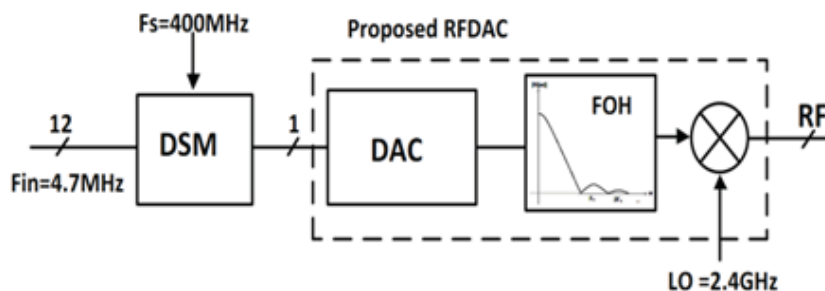 Fs=400MHz
Proposed RFDAC
12
DSM
1
DAC
FOH
RF
Fin=4.7MHz
LO =2.4GHz